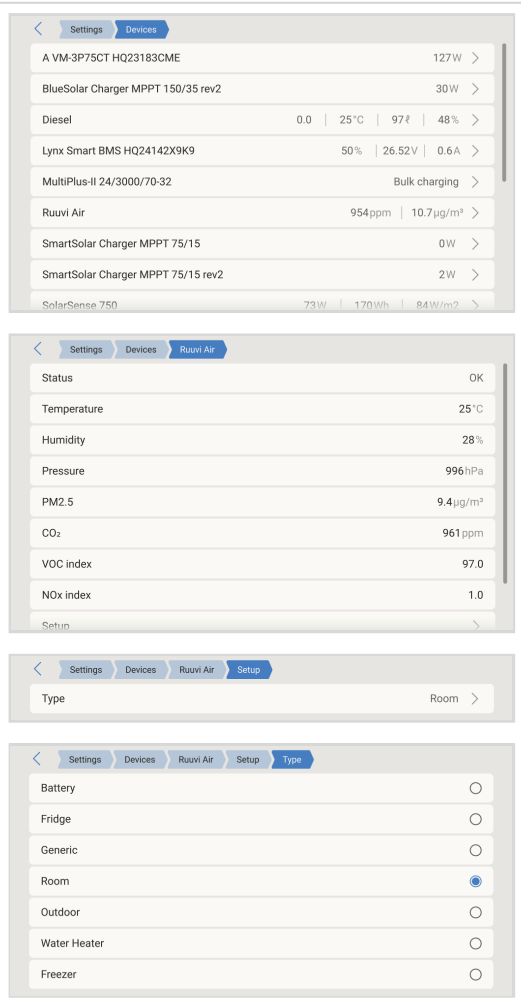 Settings Devices
A VM-3P75CT HQ23183CME 127W
BlueSolar Charger MPPT 150/35 rev2 30W
Diesel 0.0 25°C 97ℓ 48%
Lynx Smart BMS HQ24142X9K9 50% 26.52V 0.6A
MultiPlus-II 24/3000/70-32 Bulk charging
Ruuvi Air 954ppm 10.7µg/m³
SmartSolar Charger MPPT 75/15 0W
SmartSolar Charger MPPT 75/15 rev2 2W
SolarSense 750 73W 170Wh 84W/m2
Settings Devices Ruuvi Air
Status OK
Temperature 25°C
Humidity 28%
Pressure 996hPa
PM2.5 9.4µg/m³
CO₂ 961ppm
VOC index 97.0
NOx index 1.0
Setup
Settings Devices Ruuvi Air Setup
Type Room
Settings Devices Ruuvi Air Setup Type
Battery
Fridge
Generic
Room
Outdoor
Water Heater
Freezer